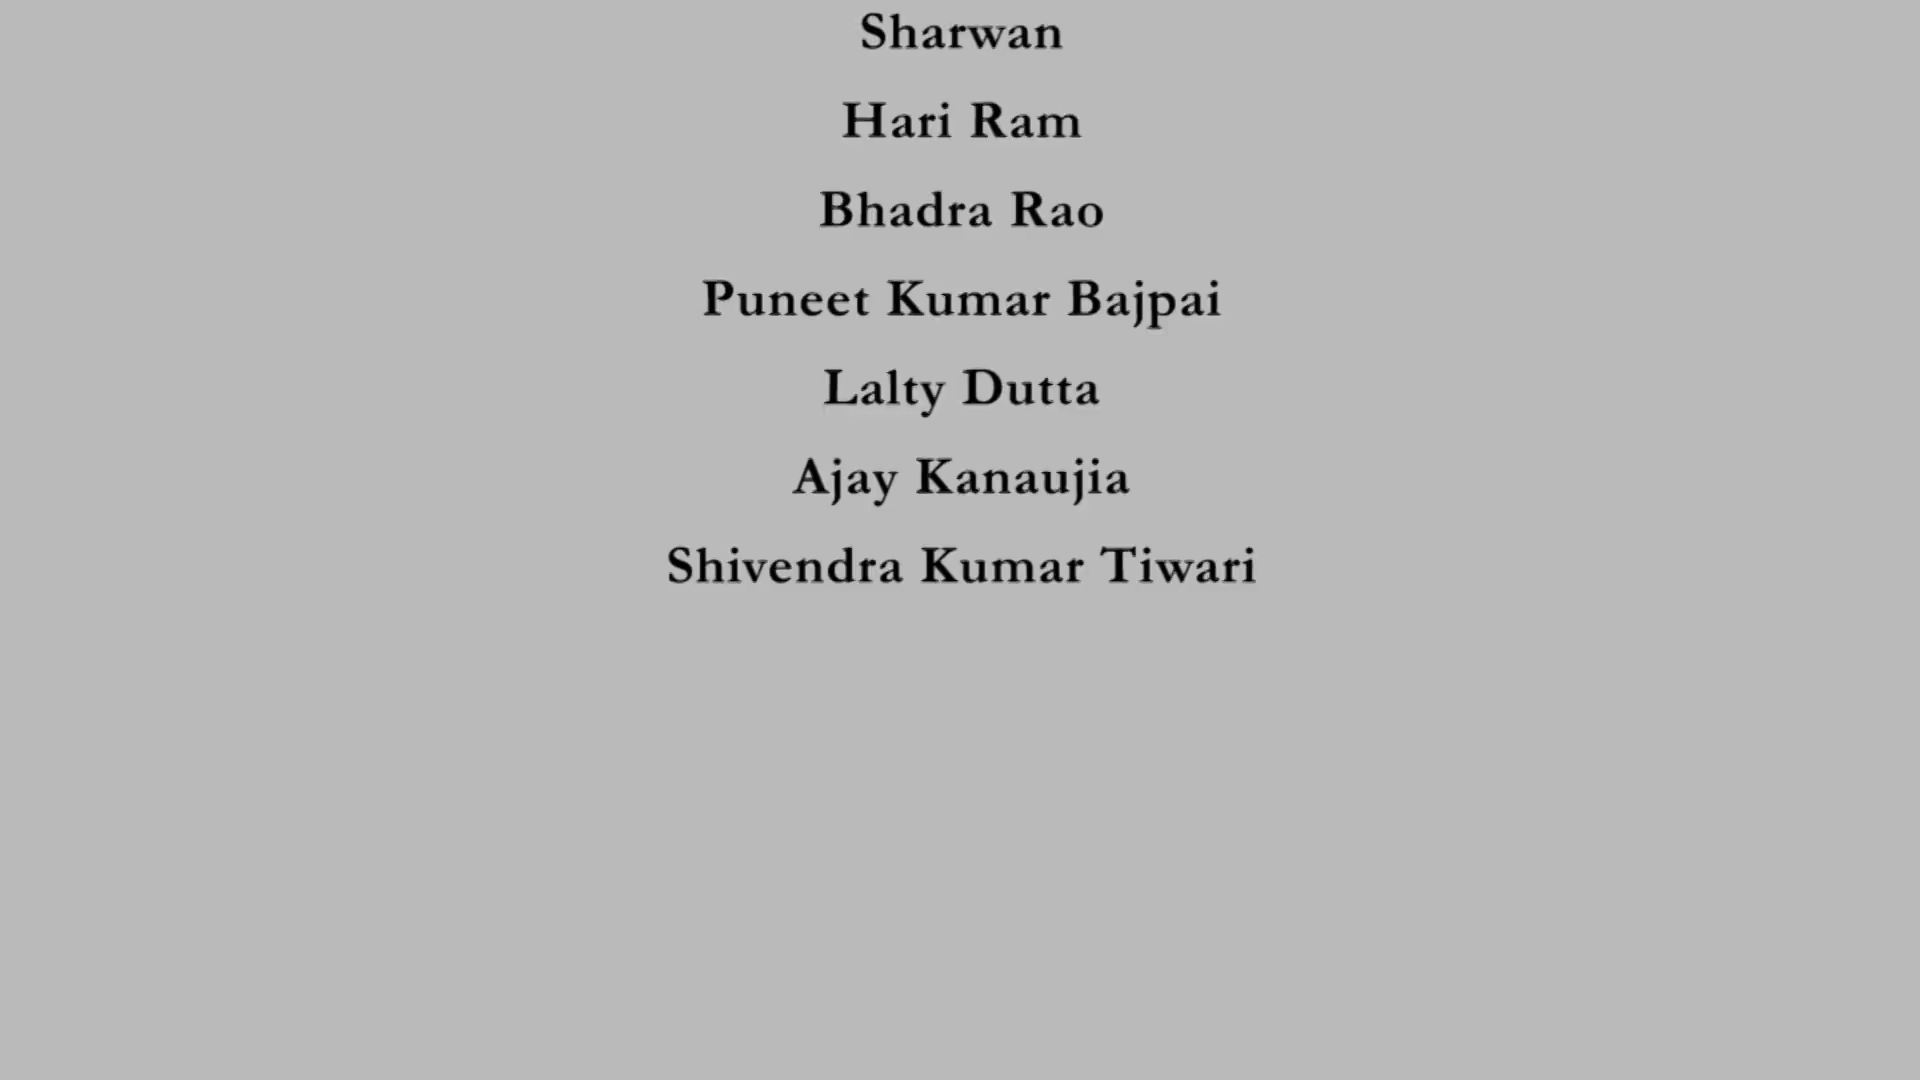 Sharwan
Hari Ram
Bhadra Rao
Puneet Kumar Bajpai
Lalty Dutta
Ajay Kanaujia
Shivendra Kumar Tiwari